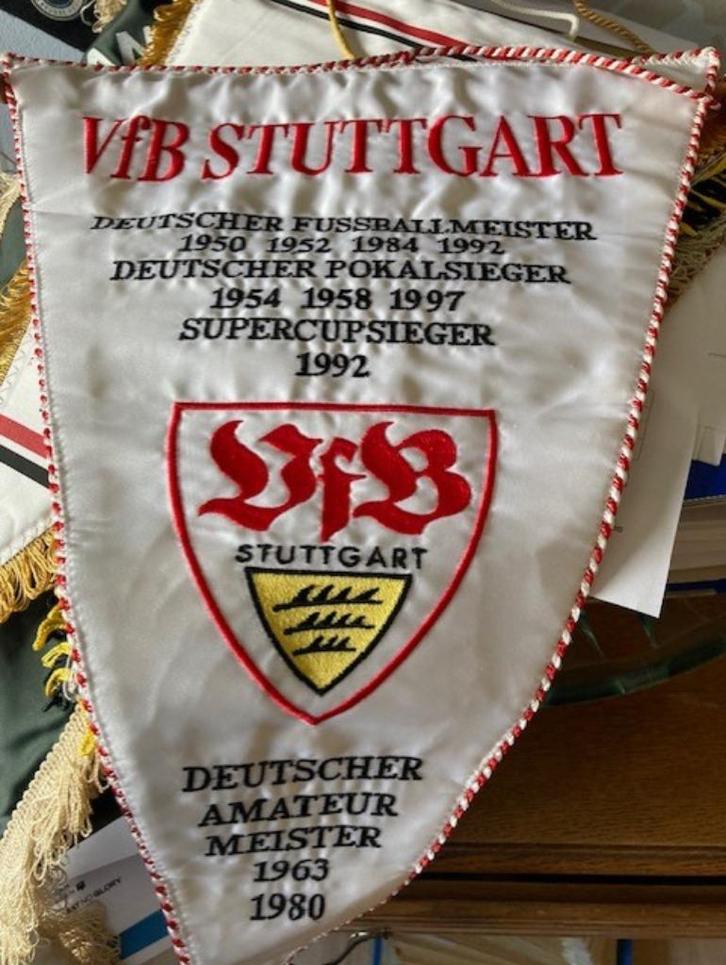 VfB STUTTGART
DEUTSCHER FUSSBALLMEISTER
1950 1952 1984 1992
DEUTSCHER POKALSIEGER
1954 1958 1997
SUPERCUPSIEGER
1992
VfB
STUTTGART
DEUTSCHER
AMATEUR
MEISTER
1963
1980